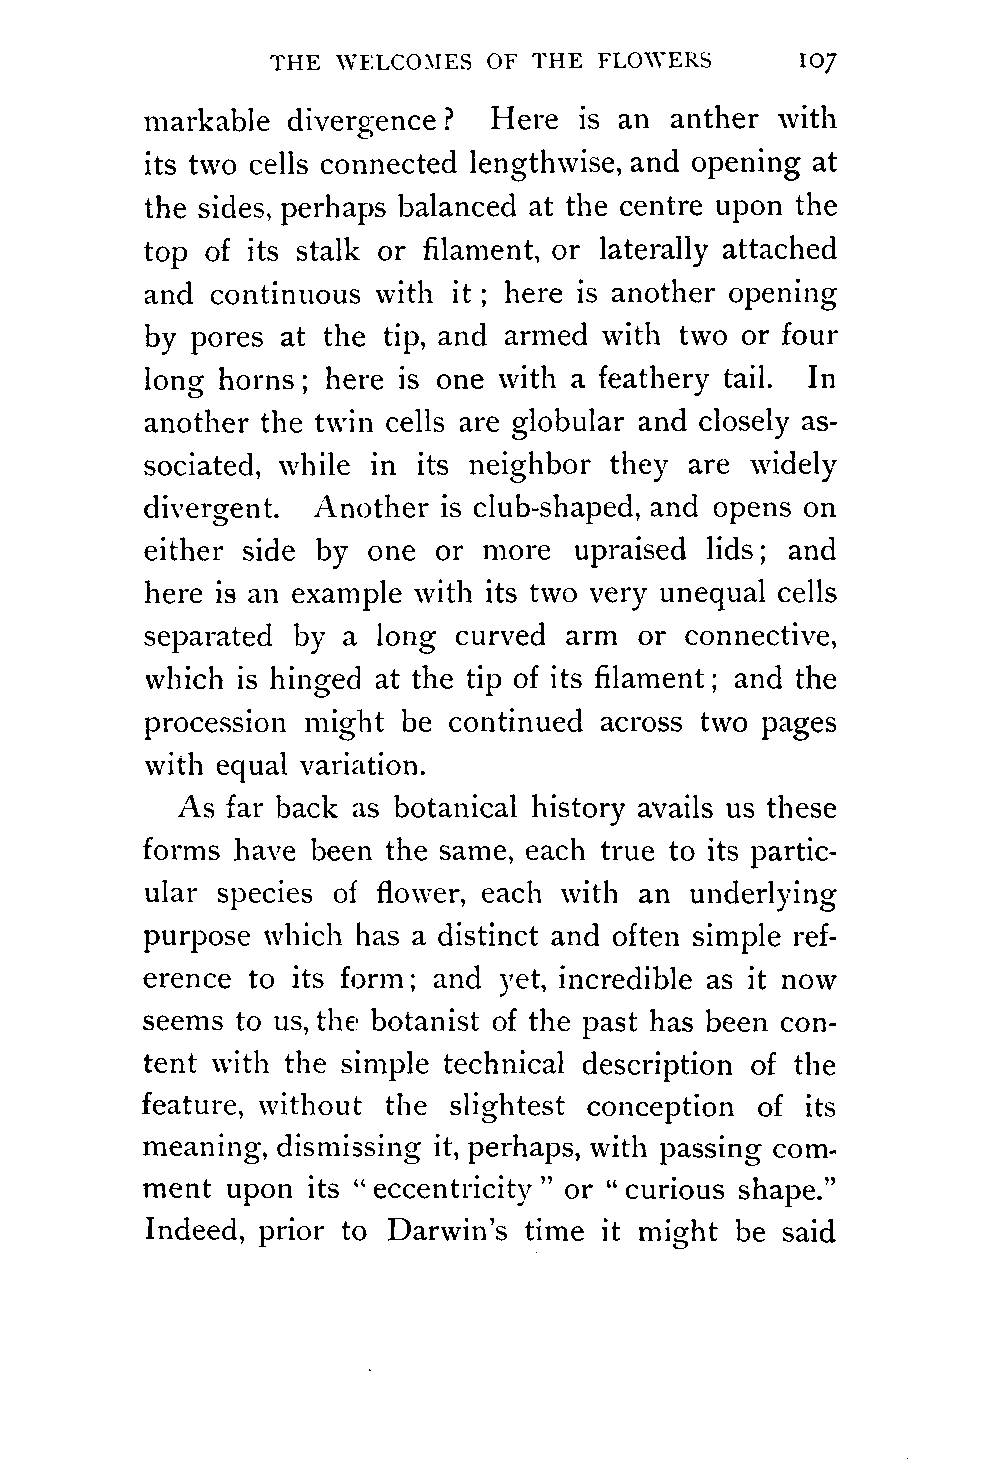 THE WELCOMES OF THE FLOWERS 107
markable divergence? Here is an anther with
its two cells connected lengthwise, and opening at
the sides, perhaps balanced at the centre upon the
top of its stalk or filament, or laterally attached
and continuous with it; here is another opening
by pores at the tip, and armed with two or four
long horns; here is one with a feathery tail. In
another the twin cells are globular and closely as-
sociated, while in its neighbor they are widely
divergent. Another is club-shaped, and opens on
either side by one or more upraised lids; and
here is an example with its two very unequal cells
separated by a long curved arm or connective,
which is hinged at the tip of its filament; and the
procession might be continued across two pages
with equal variation.
As far back as botanical history avails us these
forms have been the same, each true to its partic-
ular species of flower, each with an underlying
purpose which has a distinct and often simple ref-
erence to its form; and yet, incredible as it now
seems to us, the botanist of the past has been con-
tent with the simple technical description of the
feature, without the slightest conception of its
meaning, dismissing it, perhaps, with passing com-
ment upon its "eccentricity" or "curious shape."
Indeed, prior to Darwin's time it might be said